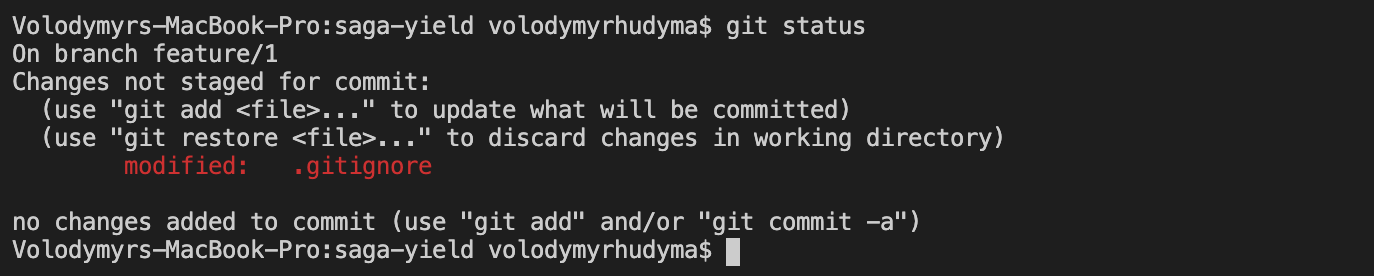 Volodymyrs-MacBook-Pro:saga-yield volodymyrhudyma$ git status
On branch feature/1
Changes not staged for commit:
  (use "git add <file>..." to update what will be committed)
  (use "git restore <file>..." to discard changes in working directory)
        modified:   .gitignore

no changes added to commit (use "git add" and/or "git commit -a")
Volodymyrs-MacBook-Pro:saga-yield volodymyrhudyma$